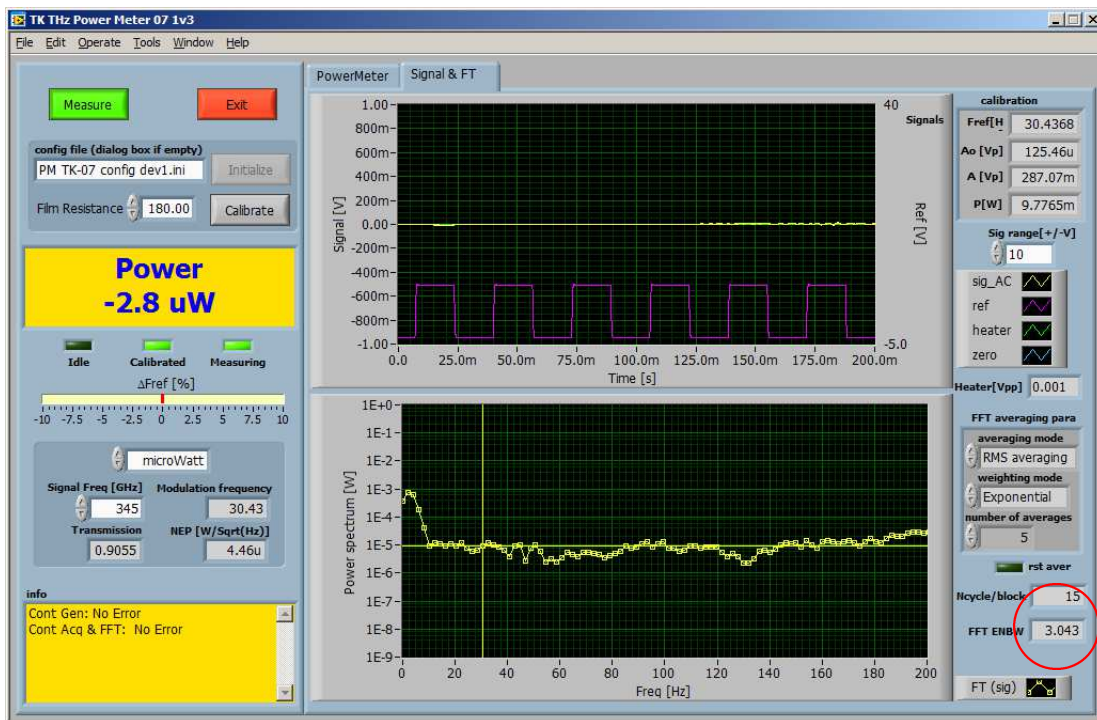 TK THz Power Meter 07 1v3
File Edit Operate Tools Window Help
Measure
Exit
config file (dialog box if empty)
PM TK-07 config dev1.ini
Initialize
Film Resistance
180.00
Calibrate
Power
-2.8 uW
Idle
Calibrated
Measuring
ΔFref [%]
-10 -7.5 -5 -2.5 0 2.5 5 7.5 10
microWatt
Signal Freq [GHz]
345
Modulation frequency
30.43
Transmission
0.9055
NEP [W/Sqrt(Hz)]
4.46u
info
Cont Gen: No Error
Cont Acq & FFT: No Error
PowerMeter
Signal & FT
Signal [V]
1.00
800m
600m
400m
200m
0.00
-200m
-400m
-600m
-800m
-1.00
40
Signals
Ref [V]
-5.0
0.0 25.0m 50.0m 75.0m 100.0m 125.0m 150.0m 175.0m 200.0m
Time [s]
Power spectrum [W]
1E+0
1E-1
1E-2
1E-3
1E-4
1E-5
1E-6
1E-7
1E-8
1E-9
0 20 40 60 80 100 120 140 160 180 200
Freq [Hz]
calibration
Fref[H
30.4368
Ao [Vp]
125.46u
A [Vp]
287.07m
P[W]
9.7765m
Sig range[+/-V]
10
sig_AC
ref
heater
zero
Heater[Vpp]
0.001
FFT averaging para
averaging mode
RMS averaging
weighting mode
Exponential
number of averages
5
rst aver
Ncycle/block
15
FFT ENBW
3.043
FT (sig)